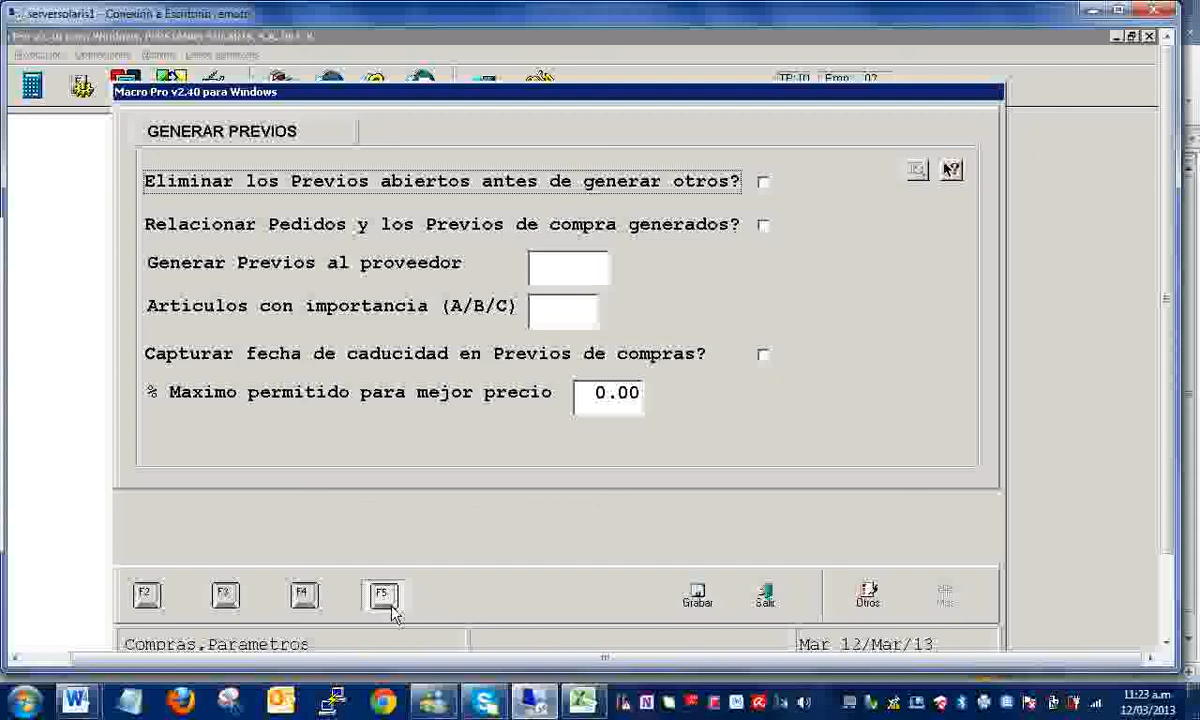 serversolaris1 - Conexión a Escritorio remoto
TP: 01 Emp 02
Macro Pro v2.40 para Windows
GENERAR PREVIOS
Eliminar los Previos abiertos antes de generar otros?
Relacionar Pedidos y los Previos de compra generados?
Generar Previos al proveedor
Articulos con importancia (A/B/C)
Capturar fecha de caducidad en Previos de compras?
% Maximo permitido para mejor precio 0.00
F2 F3 F4 F5 Grabar Salir Otros
Compras,Parametros Mar 12/Mar/13
11:23 a.m.
12/03/2013